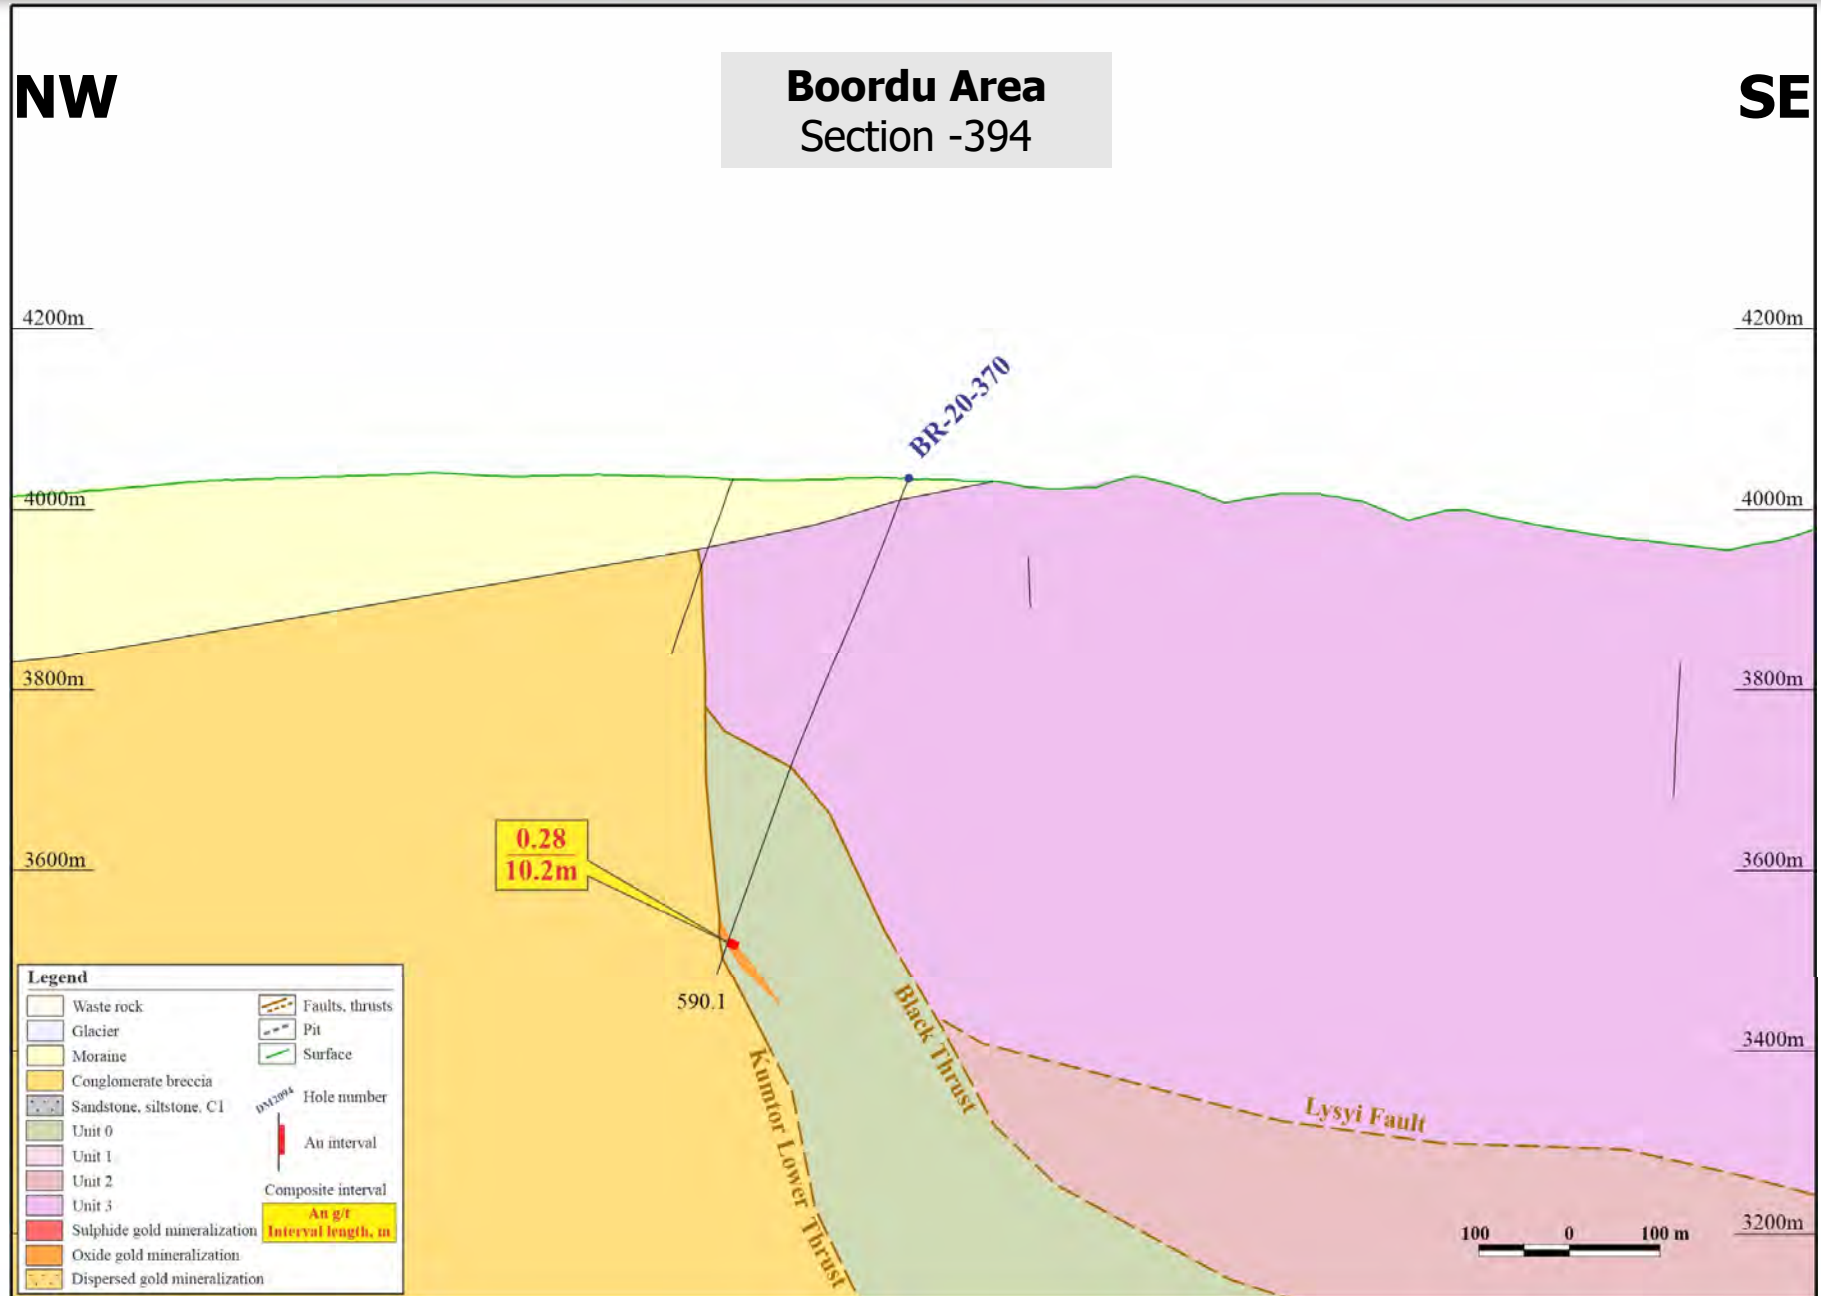 NW
Boordu Area
Section -394
SE
4200m
4200m
BR-20-370
4000m
4000m
3800m
3800m
0.28
10.2m
3600m
3600m
590.1
Black Thrust
Kumtor Lower Thrust
Lysyi Fault
3400m
3200m
100 0 100 m
Legend
Waste rock
Glacier
Moraine
Conglomerate breccia
Sandstone, siltstone, C1
Unit 0
Unit 1
Unit 2
Unit 3
Sulphide gold mineralization
Oxide gold mineralization
Dispersed gold mineralization
Faults, thrusts
Pit
Surface
DM2094
Hole number
Au interval
Composite interval
Au g/t
Interval length, m